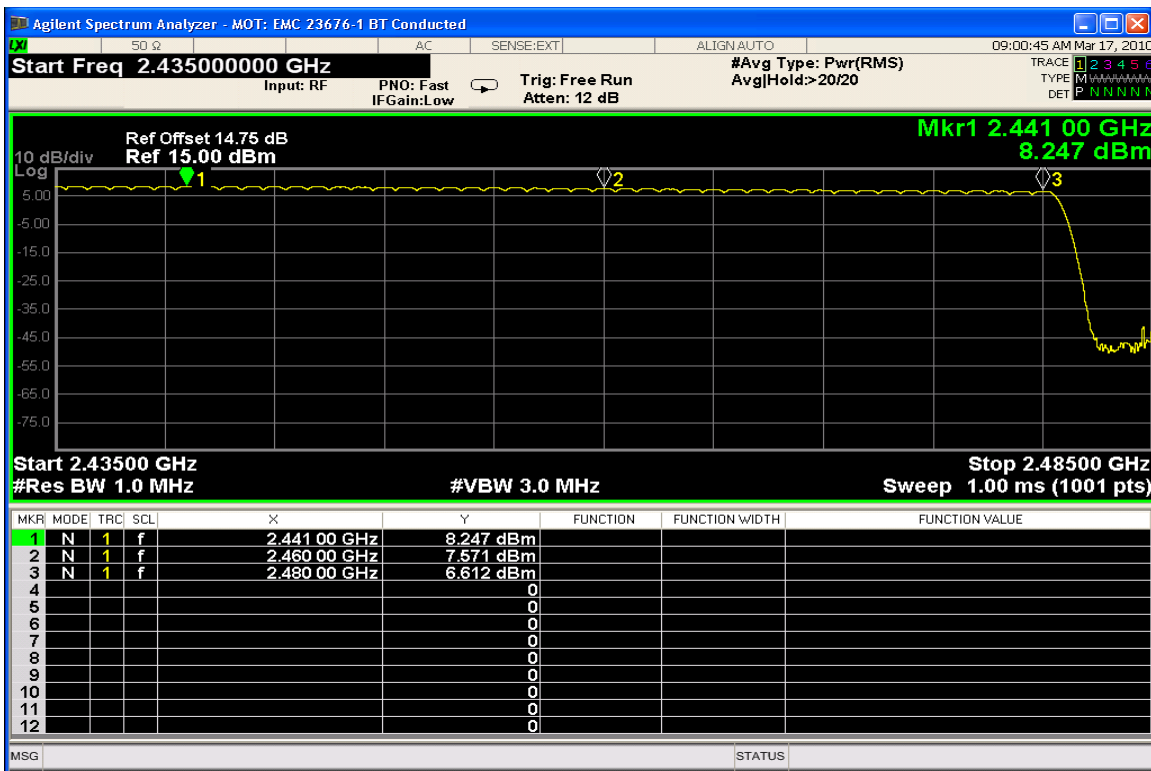 Agilent Spectrum Analyzer - MOT: EMC 23676-1 BT Conducted
LXI 50 Ω AC SENSE:EXT ALIGN AUTO 09:00:45 AM Mar 17, 2010
Start Freq 2.435000000 GHz
Input: RF PNO: Fast IFGain:Low
Trig: Free Run
Atten: 12 dB
#Avg Type: Pwr(RMS)
Avg|Hold:>20/20
TRACE 1 2 3 4 5 6
TYPE M
DET P N N N N N
Mkr1 2.441 00 GHz
8.247 dBm
Ref Offset 14.75 dB
10 dB/div Ref 15.00 dBm
Log
1
2
3
5.00
-5.00
-15.0
-25.0
-35.0
-45.0
-55.0
-65.0
-75.0
Start 2.43500 GHz Stop 2.48500 GHz
#Res BW 1.0 MHz #VBW 3.0 MHz Sweep 1.00 ms (1001 pts)
MKR MODE TRC SCL X Y FUNCTION FUNCTION WIDTH FUNCTION VALUE
1 N 1 f 2.441 00 GHz 8.247 dBm
2 N 1 f 2.460 00 GHz 7.571 dBm
3 N 1 f 2.480 00 GHz 6.612 dBm
4 0
5 0
6 0
7 0
8 0
9 0
10 0
11 0
12 0
MSG STATUS